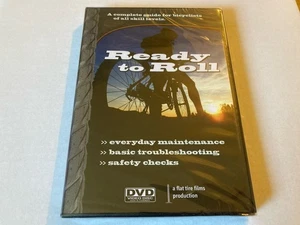 A complete guide for bicyclists
of all skill levels
Ready
to Roll
>> everyday maintenance
>> basic troubleshooting
>> safety checks
DVD
a flat tire films
production